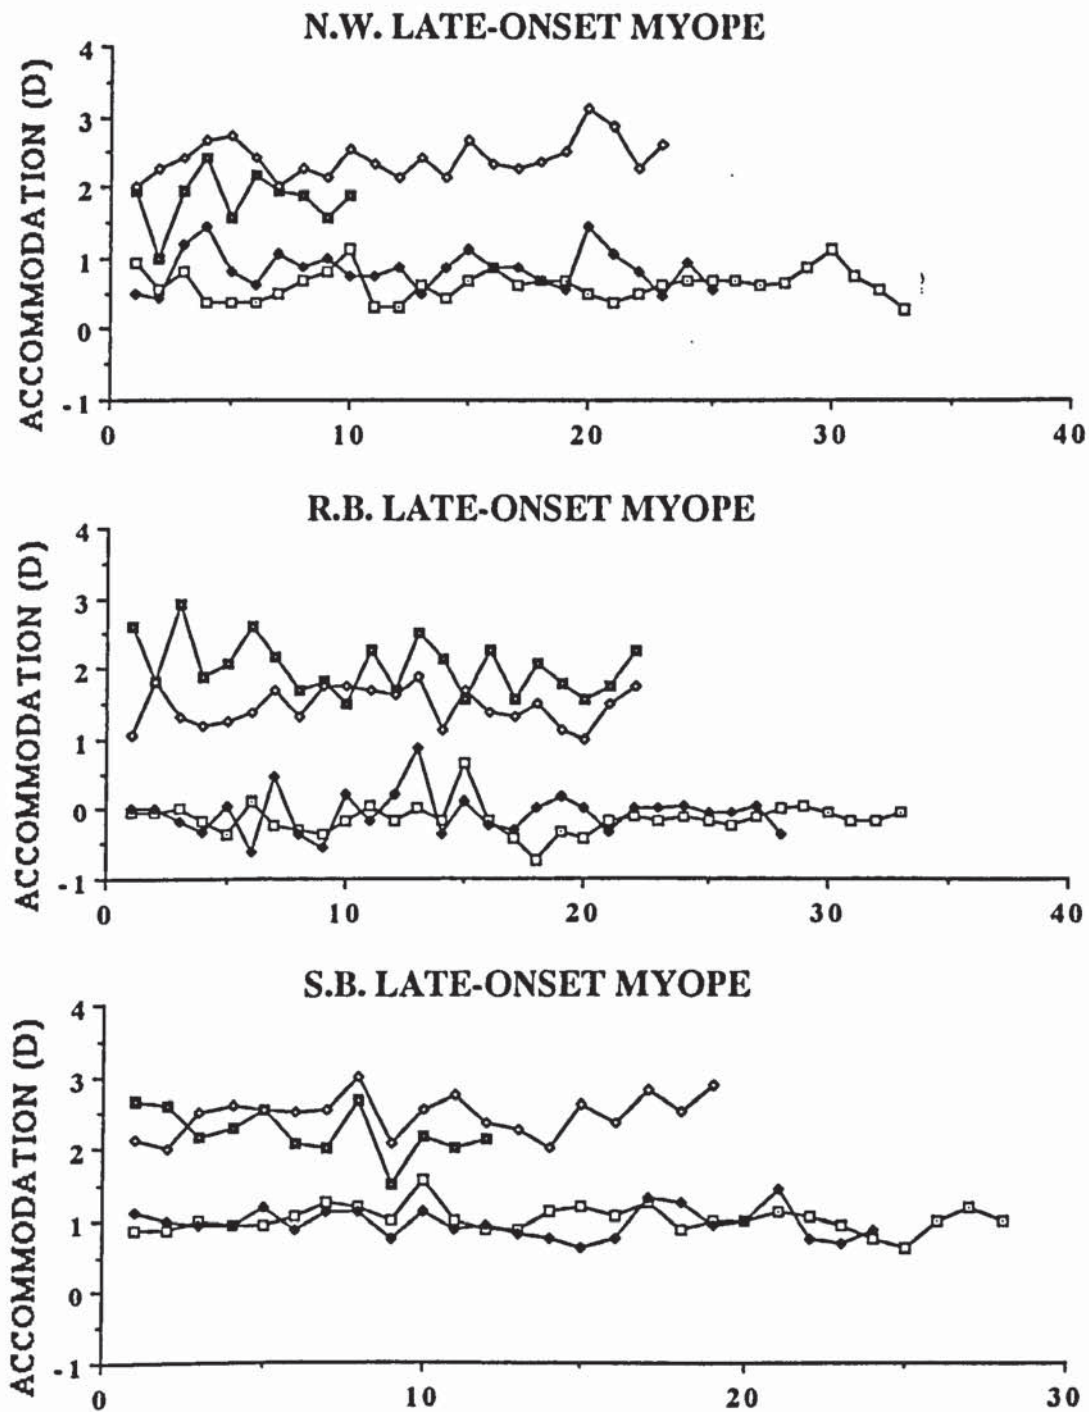 N.W. LATE-ONSET MYOPE
ACCOMMODATION (D)
4
3
2
1
0
-1
0 10 20 30 40
R.B. LATE-ONSET MYOPE
ACCOMMODATION (D)
4
3
2
1
0
-1
0 10 20 30 40
S.B. LATE-ONSET MYOPE
ACCOMMODATION (D)
4
3
2
1
0
-1
0 10 20 30